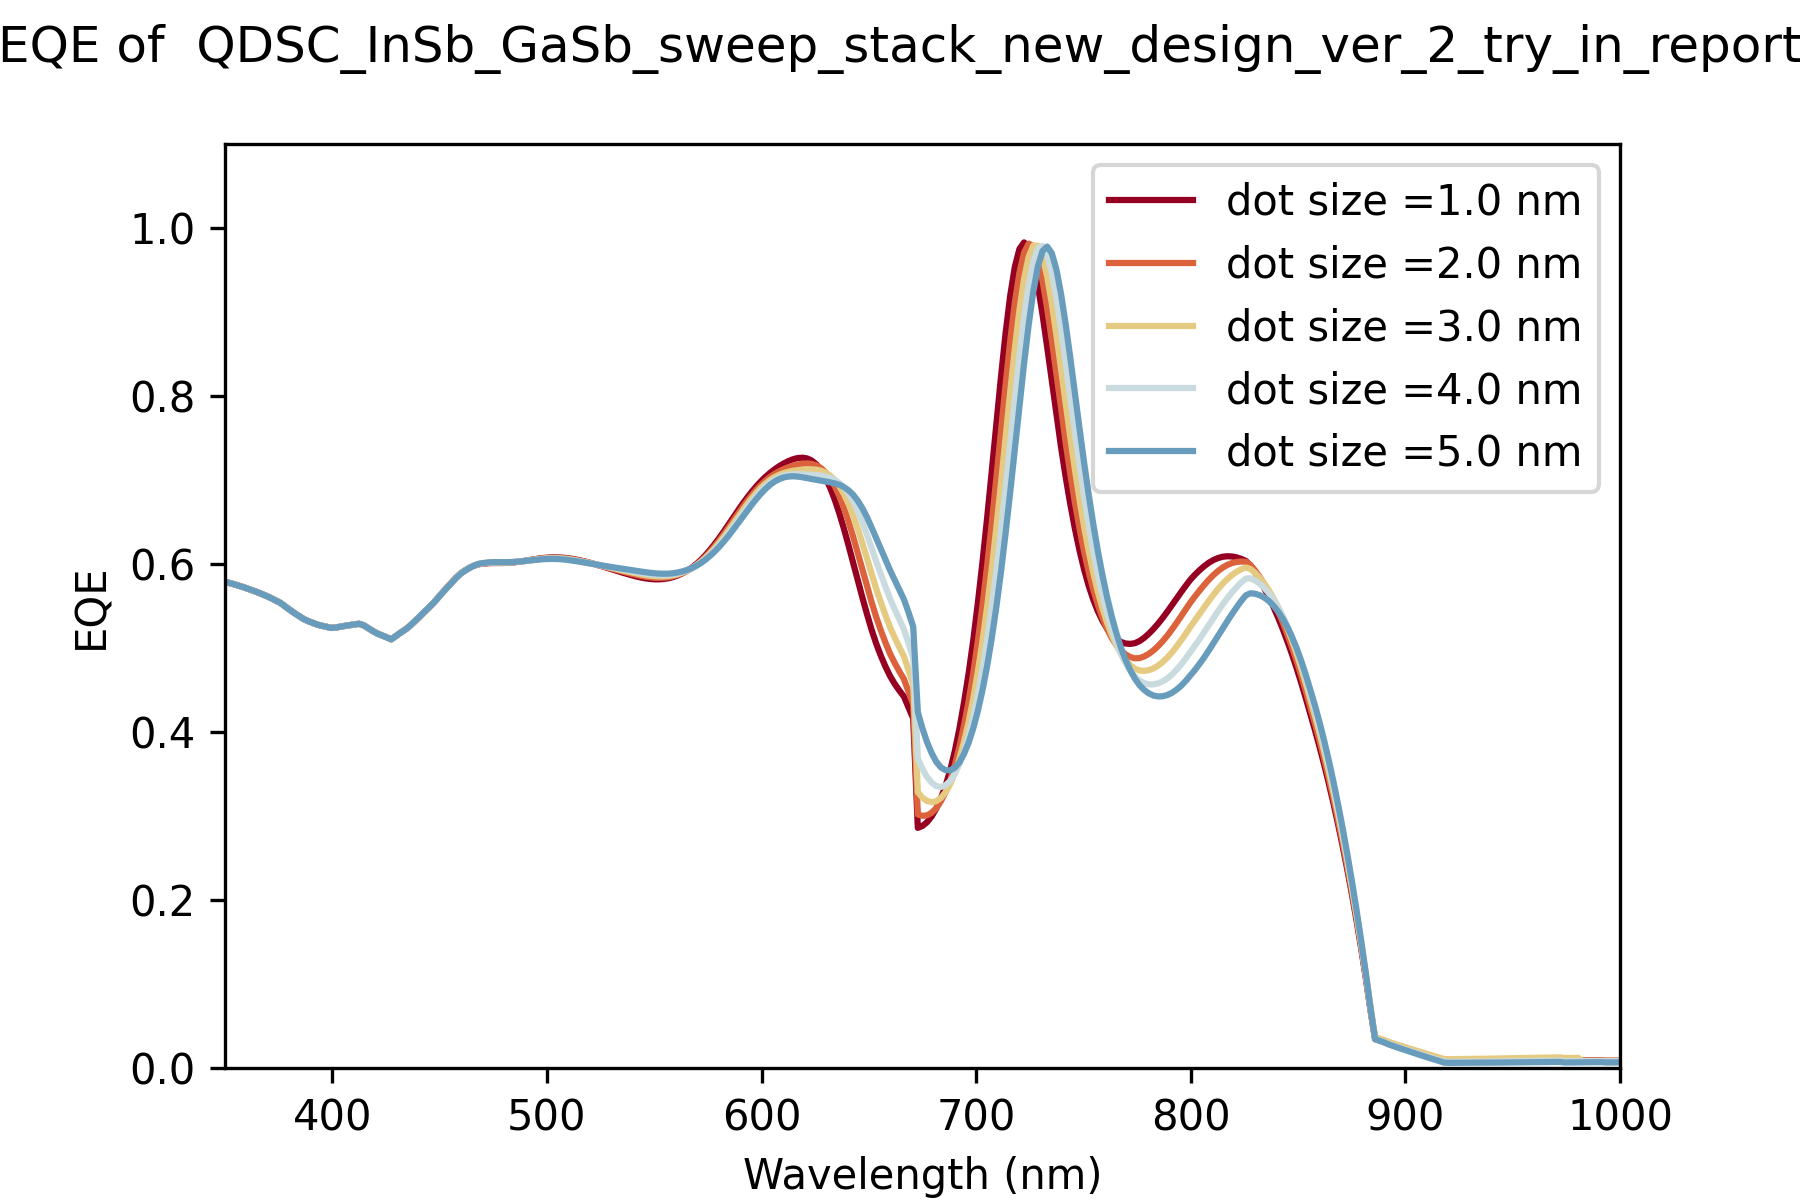 EQE of  QDSC_InSb_GaSb_sweep_stack_new_design_ver_2_try_in_report
dot size =1.0 nm
dot size =2.0 nm
dot size =3.0 nm
dot size =4.0 nm
dot size =5.0 nm
1.0
0.8
0.6
0.4
0.2
0.0
EQE
400 500 600 700 800 900 1000
Wavelength (nm)